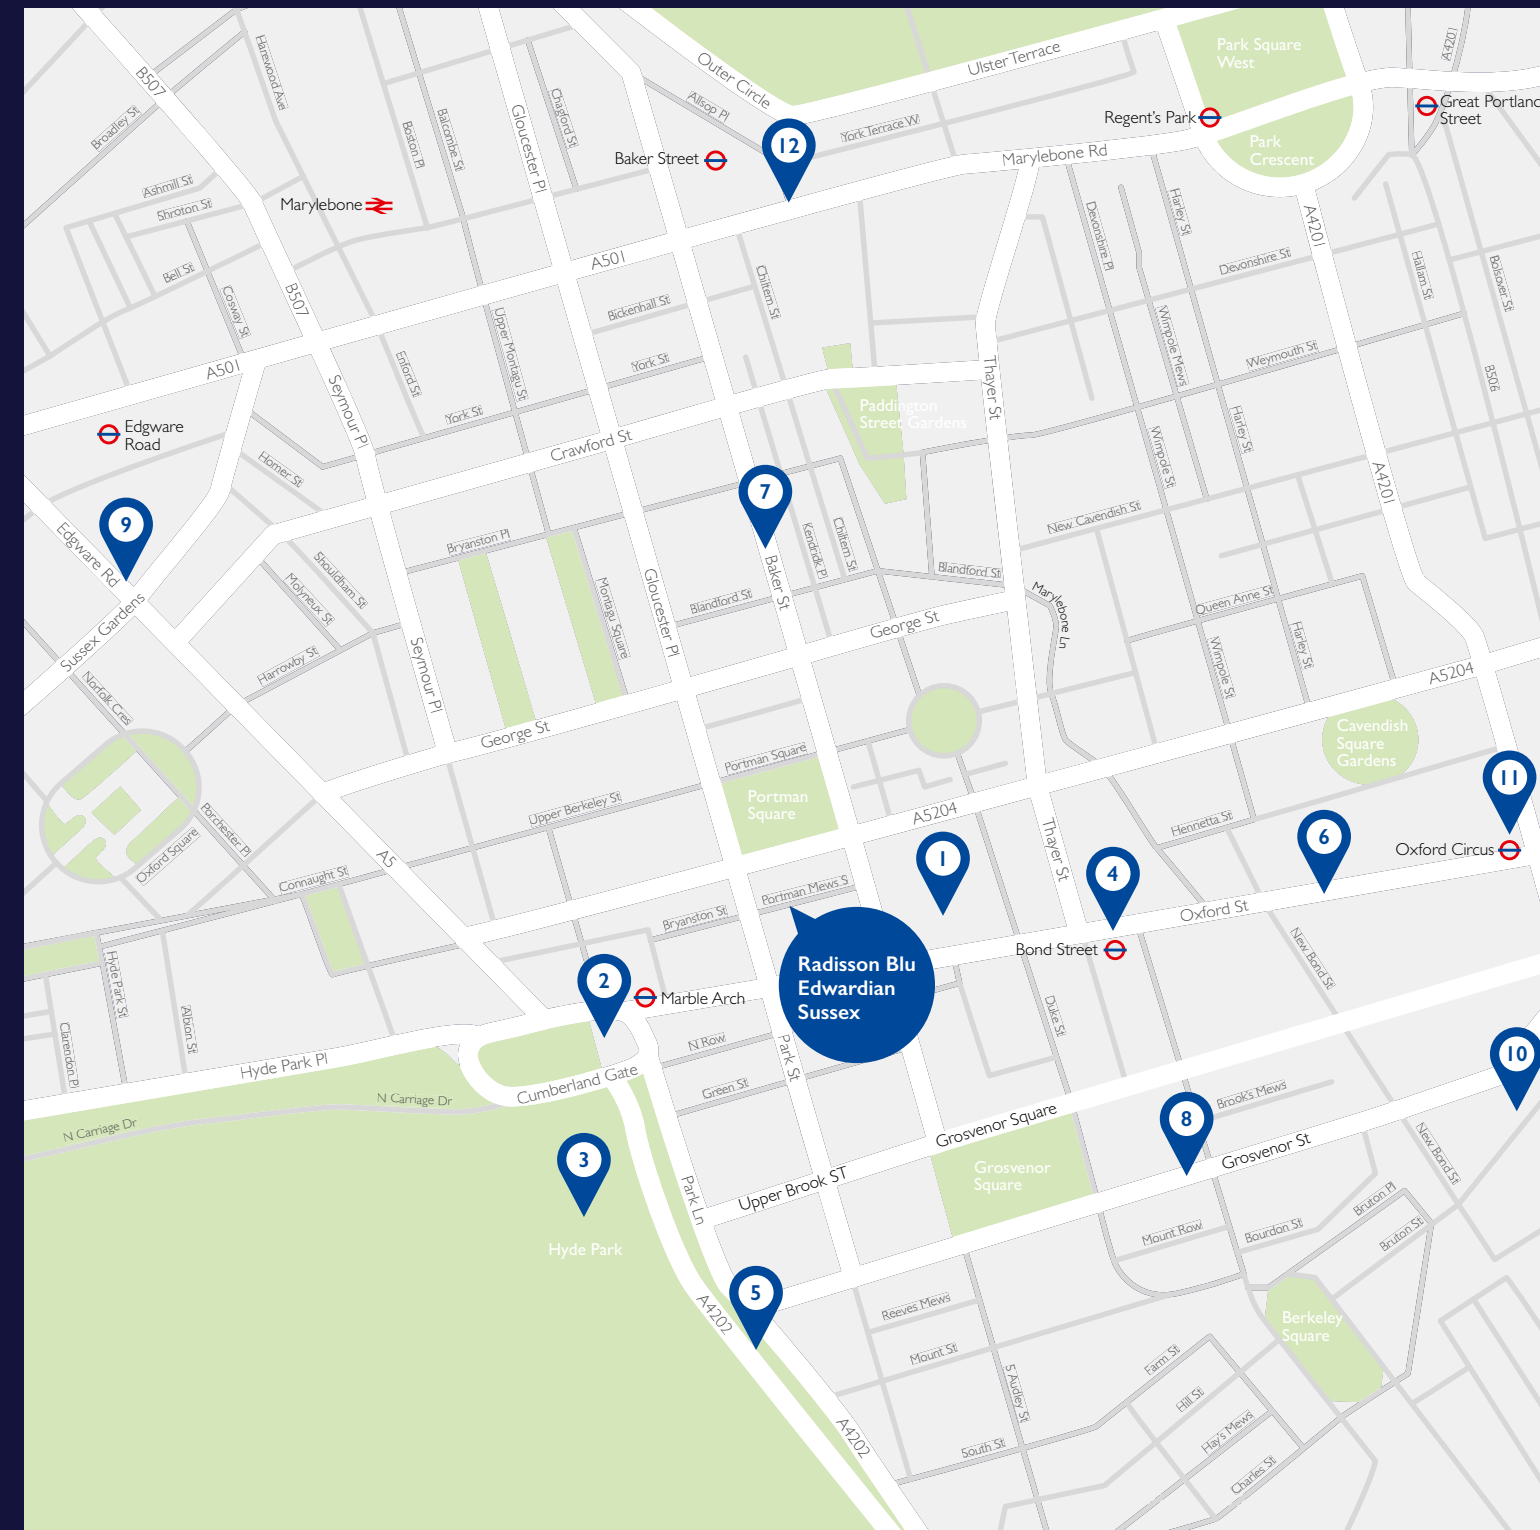 B507
Harewood Ave
Broadley St
Boston Pl
Balcombe St
Gloucester Pl
Chagford St
Outer Circle
Allsop Pl
Ulster Terrace
York Terrace W
Park Square
West
A4201
Great Portland
Street
Regent's Park
Park
Crescent
Baker Street
12
Marylebone Rd
Ashmill St
Shroton St
Marylebone
Bell St
Cosway St
B507
A501
Chiltern St
Devonshire Pl
Harley St
A4201
Devonshire St
Hallam St
Bolsover St
Bickenhall St
Upper Montagu St
Wimpole Mews
A501
Enford St
York St
York St
Seymour Pl
Thayer St
Weymouth St
B506
Edgware
Road
Paddington
Street Gardens
Crawford St
Homer St
Harley St
Wimpole St
A4201
7
9
Edgware Rd
Bryanston Pl
Kendrick Pl
Chiltern St
New Cavendish St
Shouldham St
Molyneux St
Montagu Square
Gloucester Pl
Baker St
Blandford St
Blandford St
Marylebone Ln
Queen Anne St
Sussex Gardens
George St
Harrowby St
Seymour Pl
Harley St
Wimpole St
A5204
Norfolk Cres
George St
Portman Square
Cavendish
Square
Gardens
Portman
Square
A5204
11
Upper Berkeley St
Porchester Pl
Oxford Square
A5
Henrietta St
6
Oxford Circus
Thayer St
1
4
Connaught St
Portman Mews S
Bryanston St
Oxford St
Bond Street
New Bond St
Radisson Blu
Edwardian
Sussex
2
Marble Arch
Hyde Park St
Albion St
Clarendon Pl
Duke St
N Row
Park St
Hyde Park Pl
Cumberland Gate
Green St
10
N Carriage Dr
N Carriage Dr
Brook's Mews
8
Grosvenor Square
Grosvenor St
New Bond St
3
Grosvenor
Square
Park Ln
Upper Brook ST
Hyde Park
Bruton Pl
Bruton St
Mount Row
Bourdon St
5
A4202
Reeves Mews
Berkeley
Square
Mount St
Farm St
S Audley St
Hill St
A4202
Hay's Mews
South St
Charles St